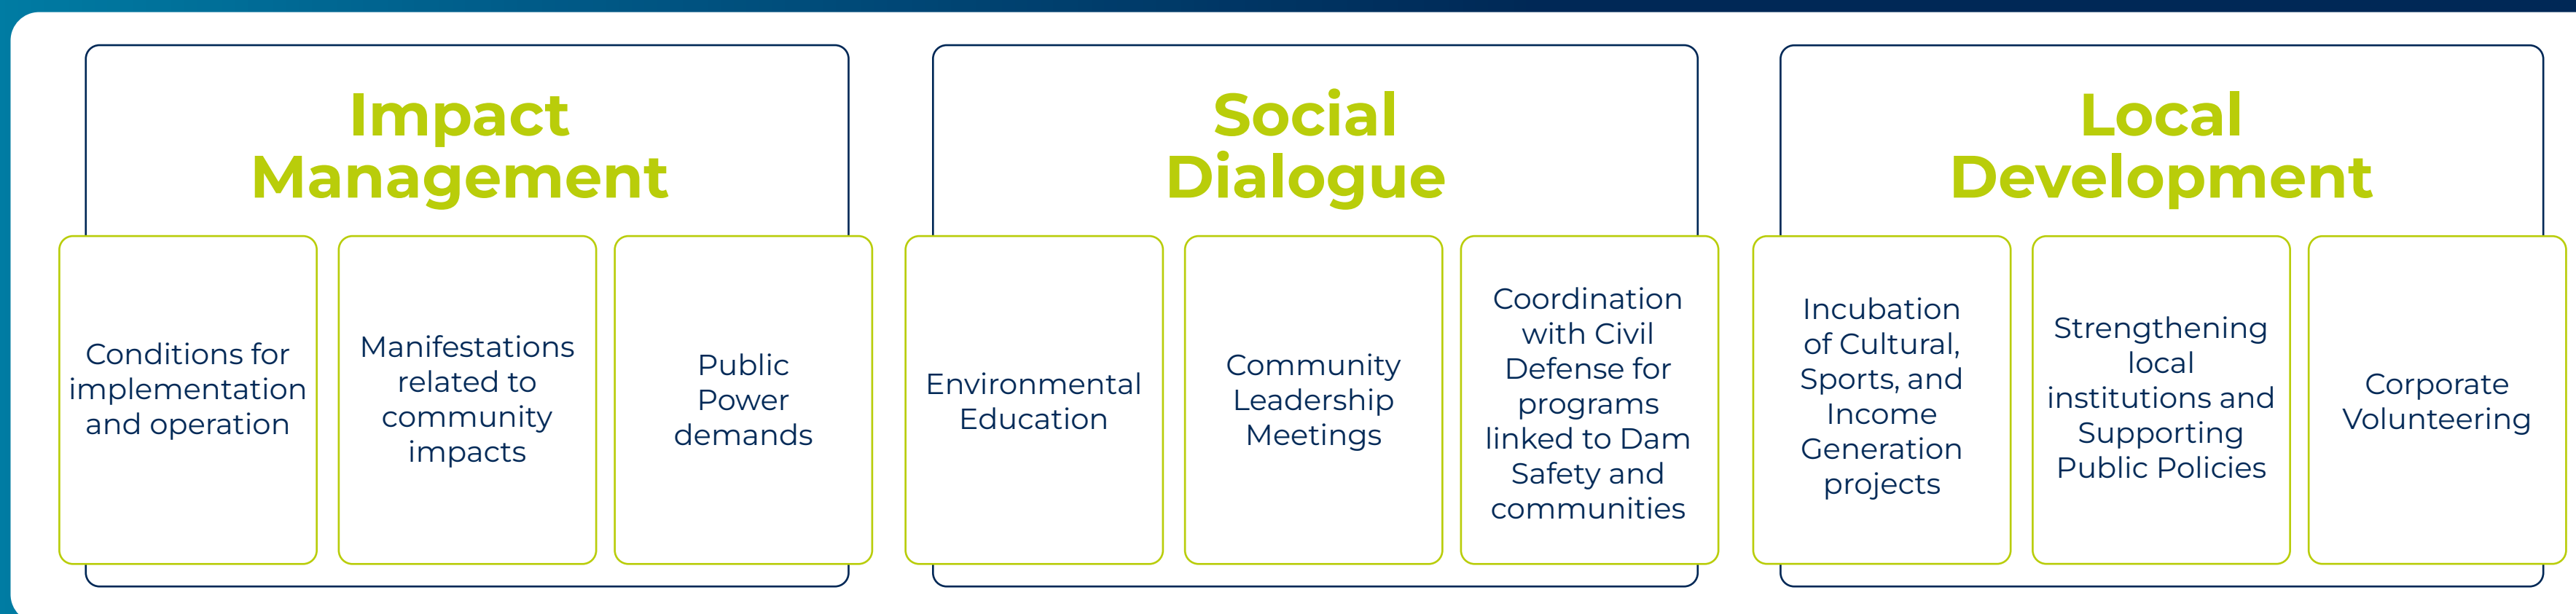 Impact
Management
Conditions for
implementation
and operation
Manifestations
related to
community
impacts
Public
Power
demands
Social
Dialogue
Environmental
Education
Community
Leadership
Meetings
Coordination
with Civil
Defense for
programs
linked to Dam
Safety and
communities
Local
Development
Incubation
of Cultural,
Sports, and
Income
Generation
projects
Strengthening
local
institutions and
Supporting
Public Policies
Corporate
Volunteering